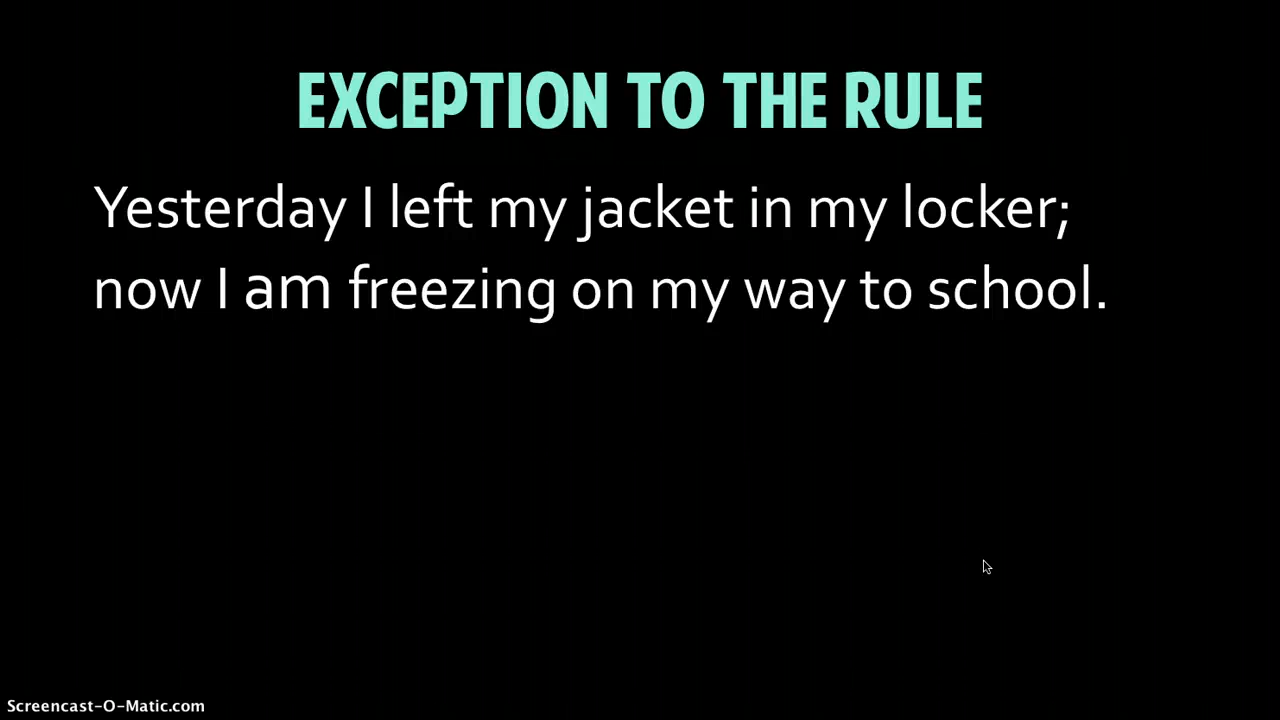 EXCEPTION TO THE RULE
Yesterday I left my jacket in my locker;
now I am freezing on my way to school.
Screencast-O-Matic.com